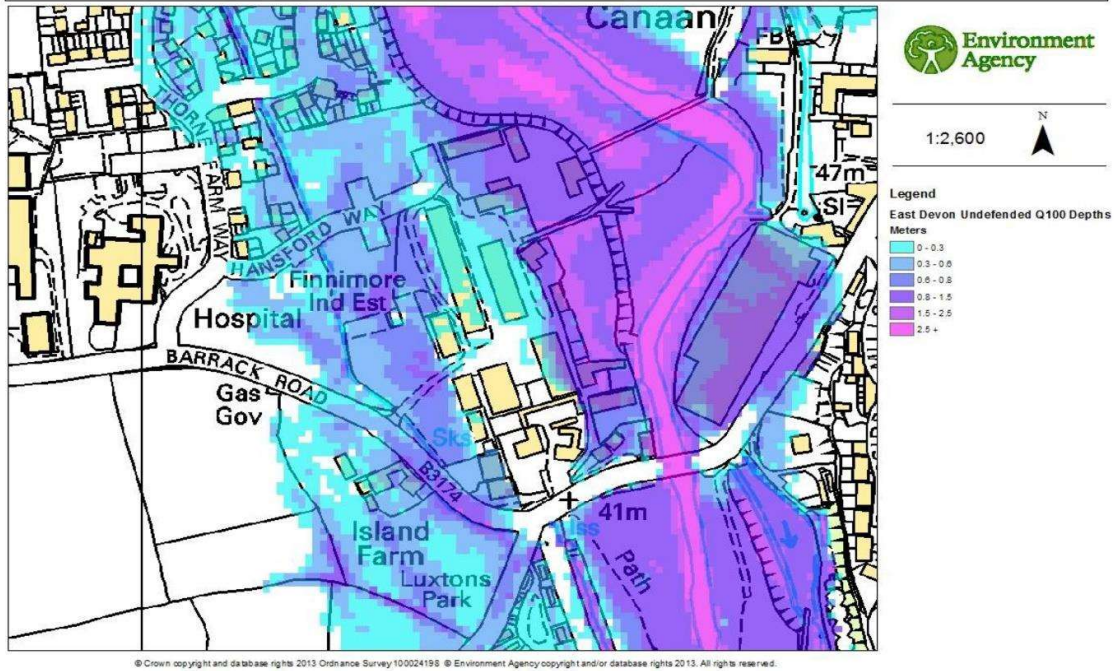 Canaan
FB
THORNE
FARM WAY
47m
SI
HANSFORD WAY
Finnimore
Ind Est
Hospital
BARRACK ROAD
Gas
Gov
Sks
B3174
41m
Iss
Island
Farm
Luxtons
Park
Path
Environment
Agency
1:2,600
N
Legend
East Devon Undefended Q100 Depths
Meters
0 - 0.3
0.3 - 0.6
0.6 - 0.8
0.8 - 1.5
1.5 - 2.5
2.5 +
© Crown copyright and database rights 2013 Ordnance Survey 100024198 © Environment Agency copyright and/or database rights 2013. All rights reserved.